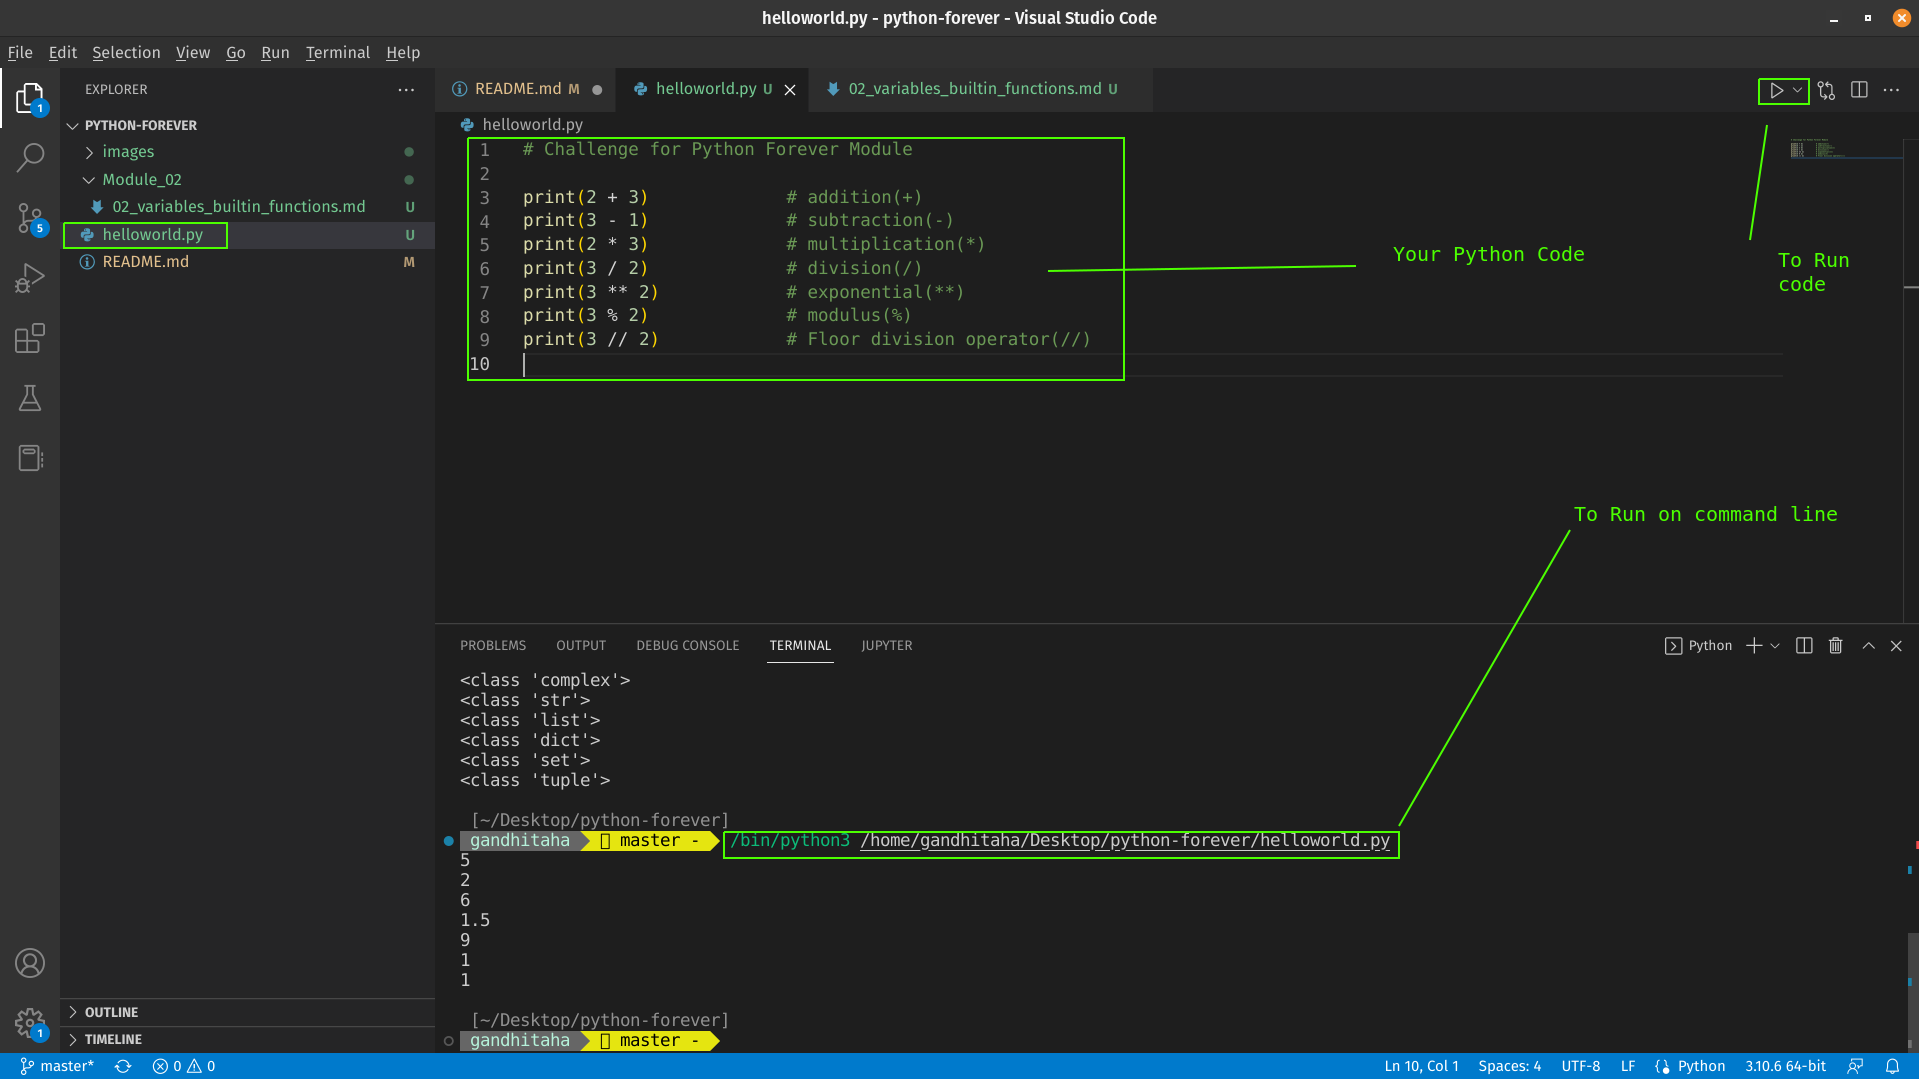 helloworld.py - python-forever - Visual Studio Code
File Edit Selection View Go Run Terminal Help
EXPLORER
README.md M
helloworld.py U
02_variables_builtin_functions.md U
1
5
1
PYTHON-FOREVER
images
Module_02
02_variables_builtin_functions.md U
helloworld.py U
README.md M
OUTLINE
TIMELINE
helloworld.py
1 # Challenge for Python Forever Module
2
3 print(2 + 3) # addition(+)
4 print(3 - 1) # subtraction(-)
5 print(2 * 3) # multiplication(*)
6 print(3 / 2) # division(/)
7 print(3 ** 2) # exponential(**)
8 print(3 % 2) # modulus(%)
9 print(3 // 2) # Floor division operator(//)
10
Your Python Code
To Run
code
To Run on command line
PROBLEMS OUTPUT DEBUG CONSOLE TERMINAL JUPYTER
Python
<class 'complex'>
<class 'str'>
<class 'list'>
<class 'dict'>
<class 'set'>
<class 'tuple'>
[~/Desktop/python-forever]
gandhitaha master - /bin/python3 /home/gandhitaha/Desktop/python-forever/helloworld.py
5
2
6
1.5
9
1
1
[~/Desktop/python-forever]
gandhitaha master -
master* 0 0 Ln 10, Col 1 Spaces: 4 UTF-8 LF Python 3.10.6 64-bit